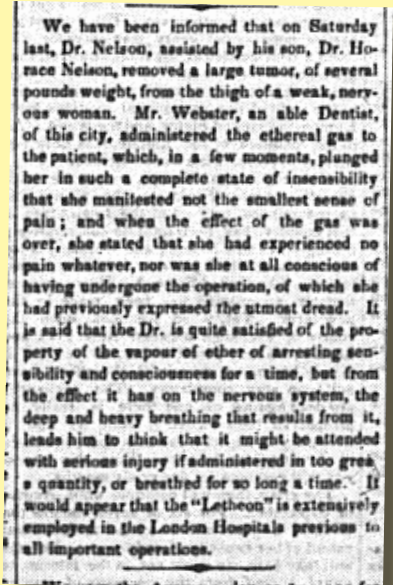 We have been informed that on Saturday
last, Dr. Nelson, assisted by his son, Dr. Ho-
race Nelson, removed a large tumor, of several
pounds weight, from the thigh of a weak, nerv-
ous woman. Mr. Webster, an able Dentist,
of this city, administered the ethereal gas to
the patient, which, in a few moments, plunged
her in such a complete state of insensibility
that she manifested not the smallest sense of
pain; and when the effect of the gas was
over, she stated that she had experienced no
pain whatever, nor was she at all conscious of
having undergone the operation, of which she
had previously expressed the utmost dread. It
is said that the Dr. is quite satisfied of the pro-
perty of the vapour of ether of arresting sen-
sibility and consciousness for a time, but from
the effect it has on the nervous system, the
deep and heavy breathing that results from it,
leads him to think that it might be attended
with serious injury if administered in too grea
a quantity, or breathed for so long a time. It
would appear that the "Letheon" is extensively
employed in the London Hospitals previous to
all important operations.